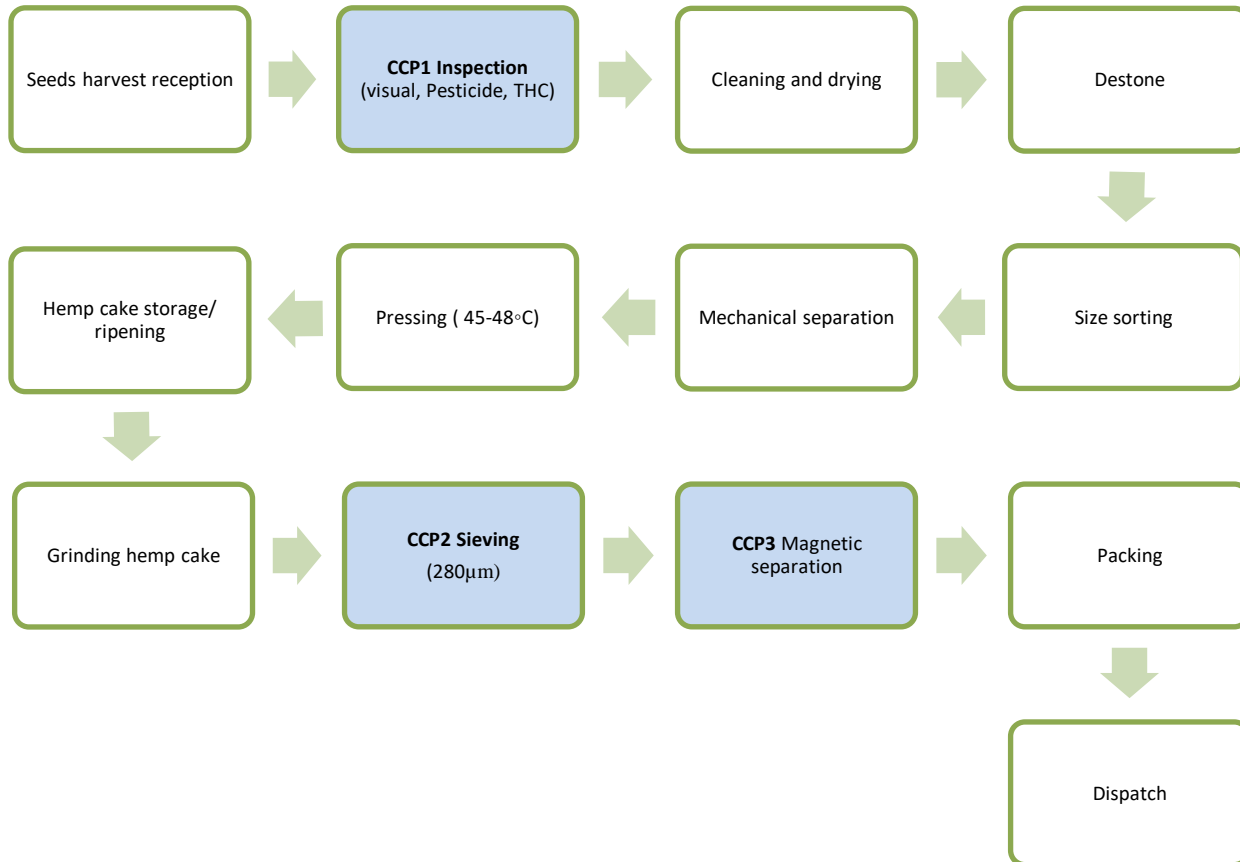 Seeds harvest reception
CCP1 Inspection
(visual, Pesticide, THC)
Cleaning and drying
Destone
Size sorting
Mechanical separation
Pressing ( 45-48◦C)
Hemp cake storage/
ripening
Grinding hemp cake
CCP2 Sieving
(280µm)
CCP3 Magnetic
separation
Packing
Dispatch